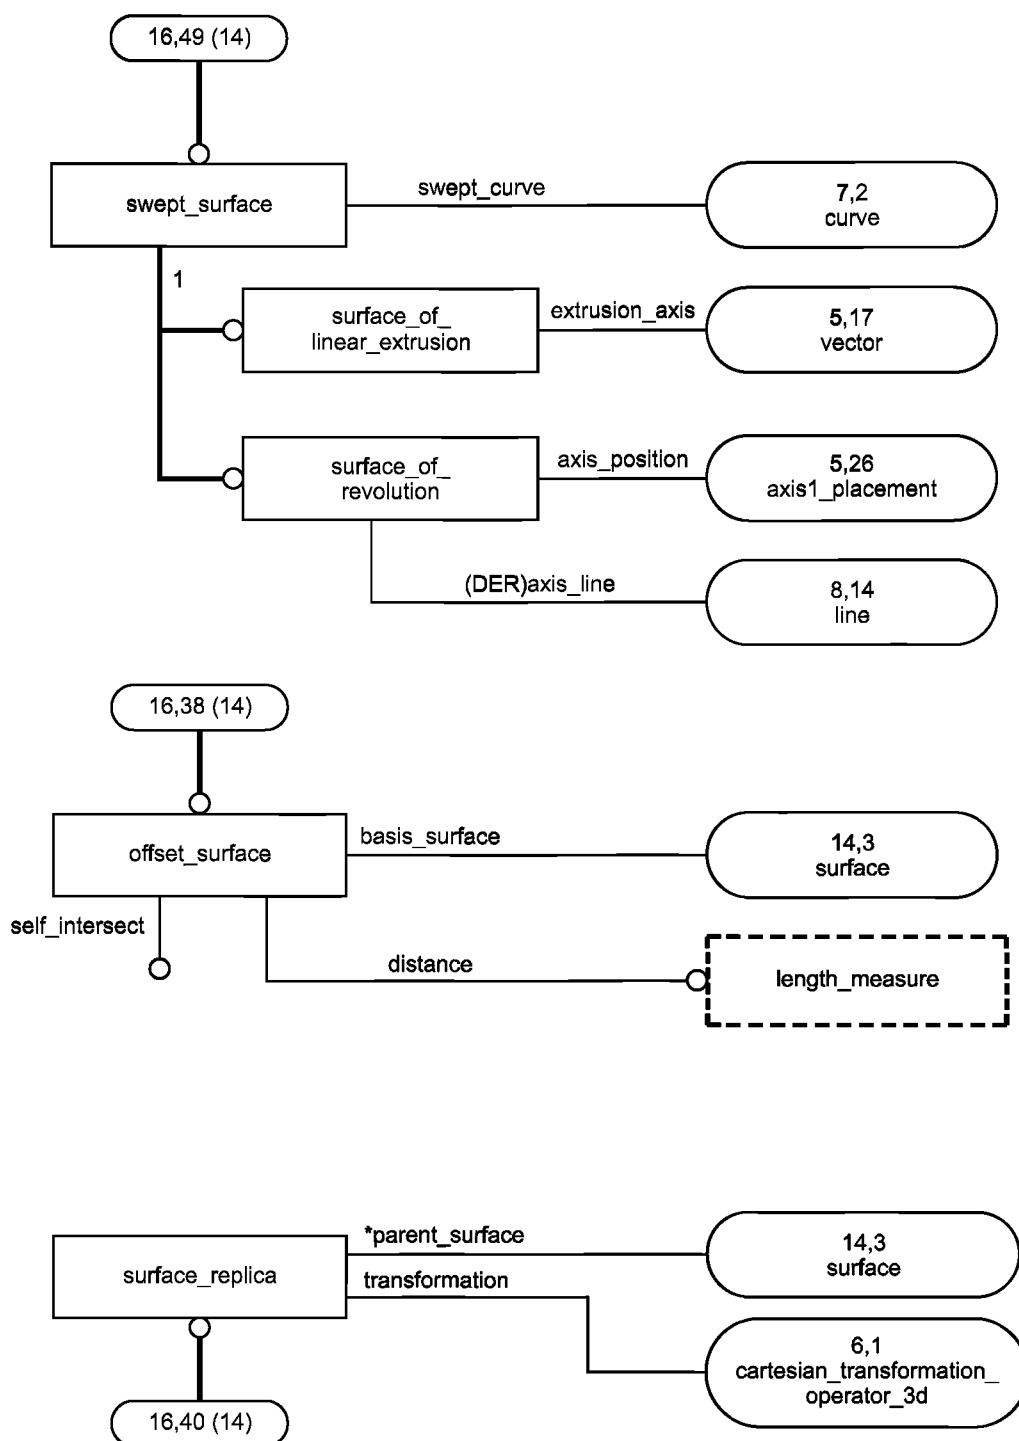 16,49 (14)
swept_surface
swept_curve
7,2
curve
1
surface_of_
linear_extrusion
extrusion_axis
5,17
vector
surface_of_
revolution
axis_position
5,26
axis1_placement
(DER)axis_line
8,14
line
16,38 (14)
offset_surface
basis_surface
14,3
surface
self_intersect
distance
length_measure
surface_replica
*parent_surface
14,3
surface
transformation
6,1
cartesian_transformation_
operator_3d
16,40 (14)